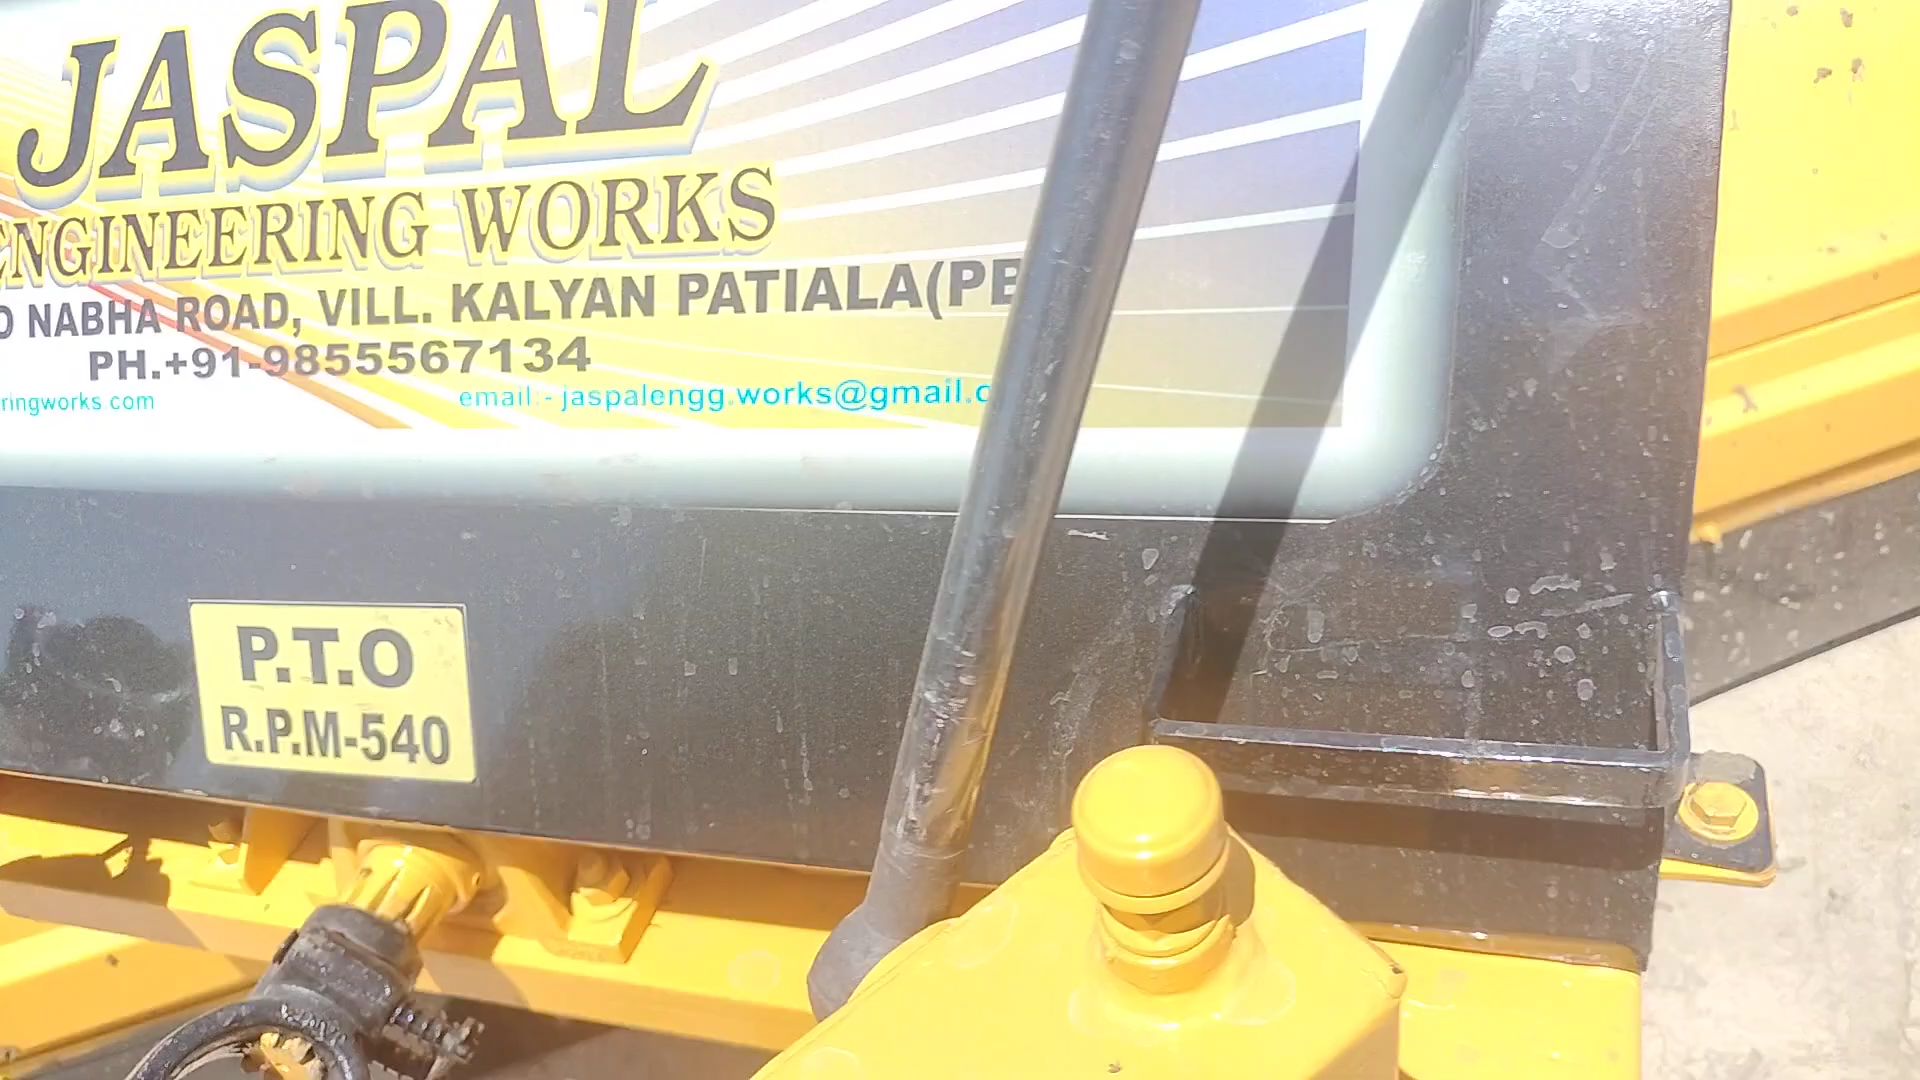 JASPAL
ENGINEERING WORKS
NABHA ROAD, VILL. KALYAN PATIALA(PB
PH.+91-9855567134
ringworks.com
email:- jaspalengg.works@gmail.c
P.T.O
R.P.M-540